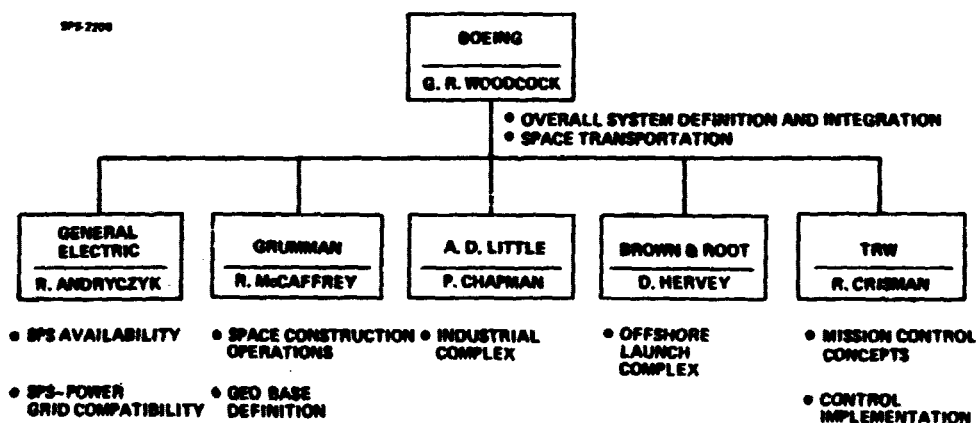 SPS-2206
BOEING
G. R. WOODCOCK
• OVERALL SYSTEM DEFINITION AND INTEGRATION
• SPACE TRANSPORTATION
GENERAL
ELECTRIC
R. ANDRYCZYK
• SPS AVAILABILITY
• SPS-POWER
GRID COMPATIBILITY
GRUMMAN
R. McCAFFREY
• SPACE CONSTRUCTION
OPERATIONS
• GEO BASE
DEFINITION
A. D. LITTLE
P. CHAPMAN
• INDUSTRIAL
COMPLEX
BROWN & ROOT
D. HERVEY
• OFFSHORE
LAUNCH
COMPLEX
TRW
R. CRISMAN
• MISSION CONTROL
CONCEPTS
• CONTROL
IMPLEMENTATION